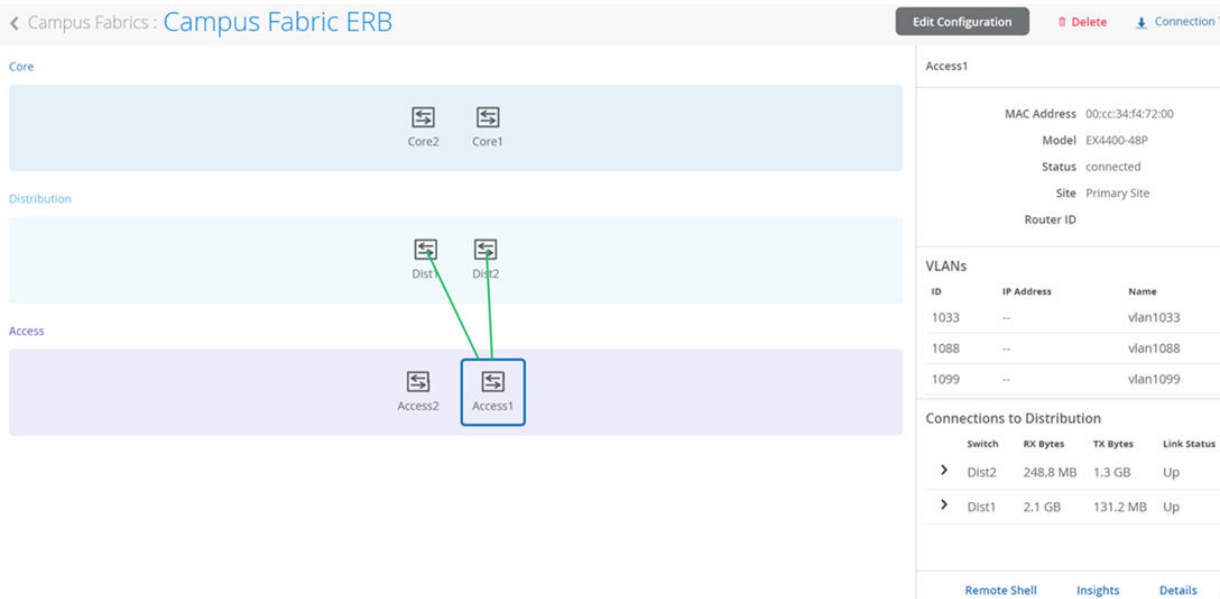 Campus Fabrics : Campus Fabric ERB
Edit Configuration
Delete
Connection
Core
Core2 Core1
Distribution
Dist1 Dist2
Access
Access2 Access1
Access1
MAC Address 00:cc:34:f4:72:00
Model EX4400-48P
Status connected
Site Primary Site
Router ID
VLANs
ID IP Address Name
1033 -- vlan1033
1088 -- vlan1088
1099 -- vlan1099
Connections to Distribution
Switch RX Bytes TX Bytes Link Status
Dist2 248.8 MB 1.3 GB Up
Dist1 2.1 GB 131.2 MB Up
Remote Shell Insights Details